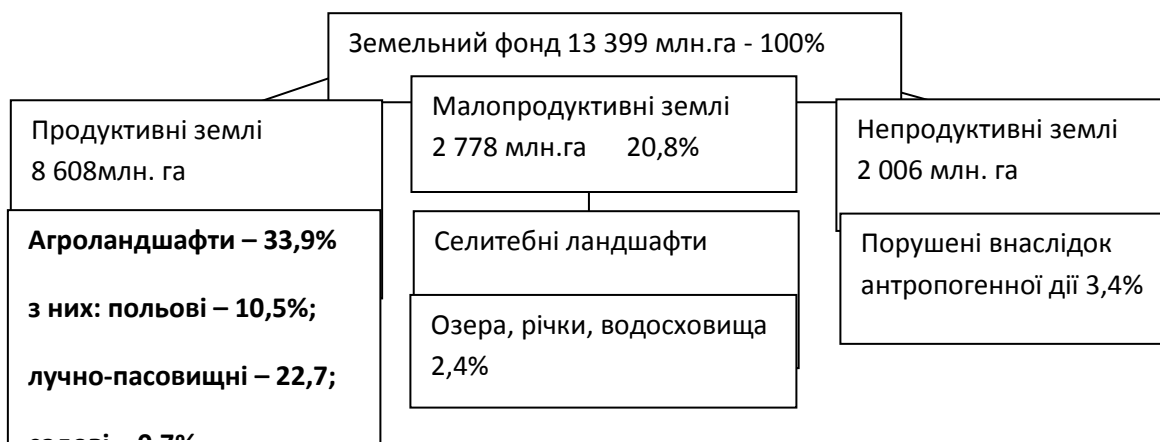 Земельний фонд 13 399 млн.га - 100%
Продуктивні землі
8 608млн. га
Агроландшафти – 33,9%
з них: польові – 10,5%;
лучно-пасовищні – 22,7;
Малопродуктивні землі
2 778 млн.га 20,8%
Селитебні ландшафти
Озера, річки, водосховища
2,4%
Непродуктивні землі
2 006 млн. га
Порушені внаслідок
антропогенної дії 3,4%